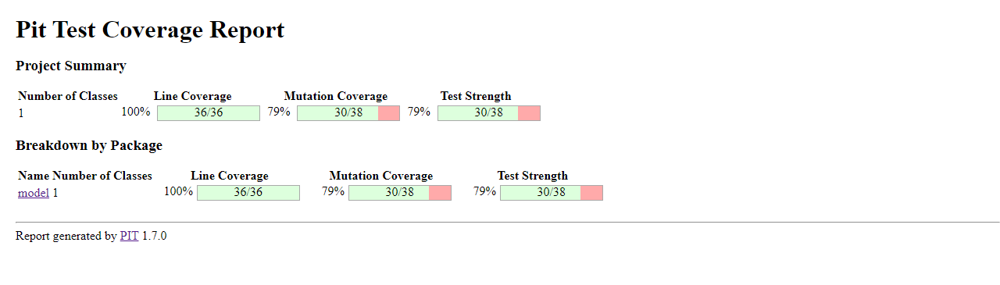 Pit Test Coverage Report
Project Summary
Number of Classes Line Coverage Mutation Coverage Test Strength
1 100% 36/36 79% 30/38 79% 30/38
Breakdown by Package
Name Number of Classes Line Coverage Mutation Coverage Test Strength
model 1 100% 36/36 79% 30/38 79% 30/38
Report generated by PIT 1.7.0